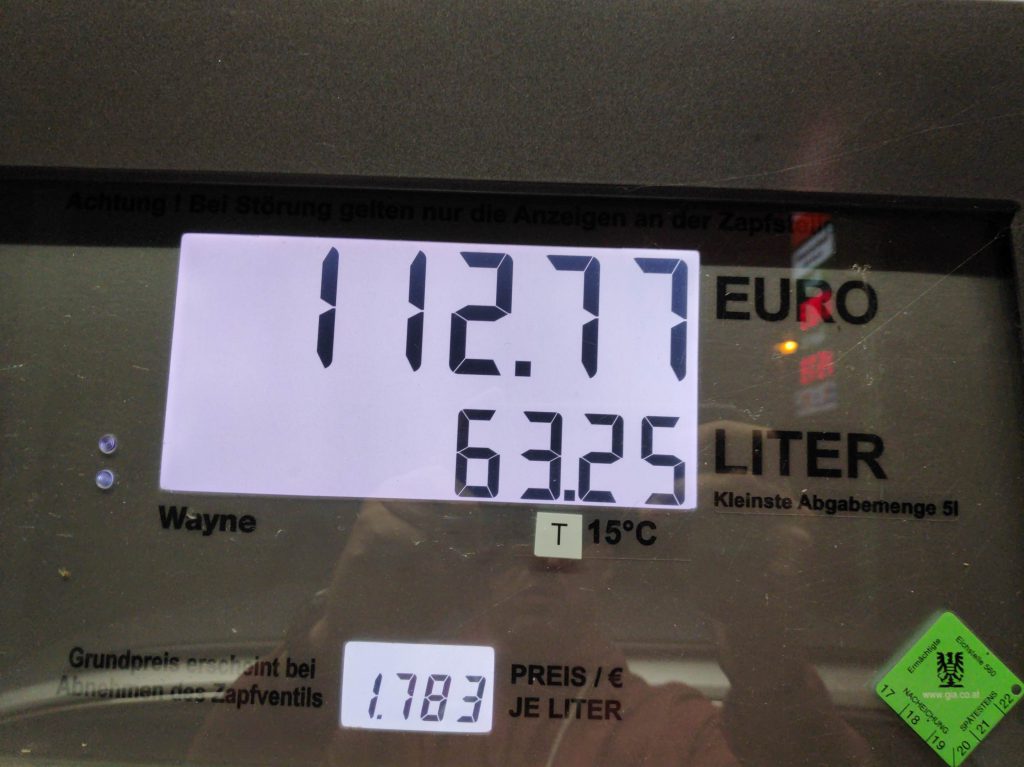 Achtung ! Bei Störung gelten nur die Anzeigen an der Zapfstelle
112.77 EURO
63.25 LITER
Kleinste Abgabemenge 5l
Wayne
T 15°C
Grundpreis erscheint bei
Abnehmen des Zapfventils
1.783
PREIS / €
JE LITER
Ermächtigte
Eichstelle 560
www.gia.co.at
NACHEICHUNG
SPÄTESTENS
17 18 19 20 21 22